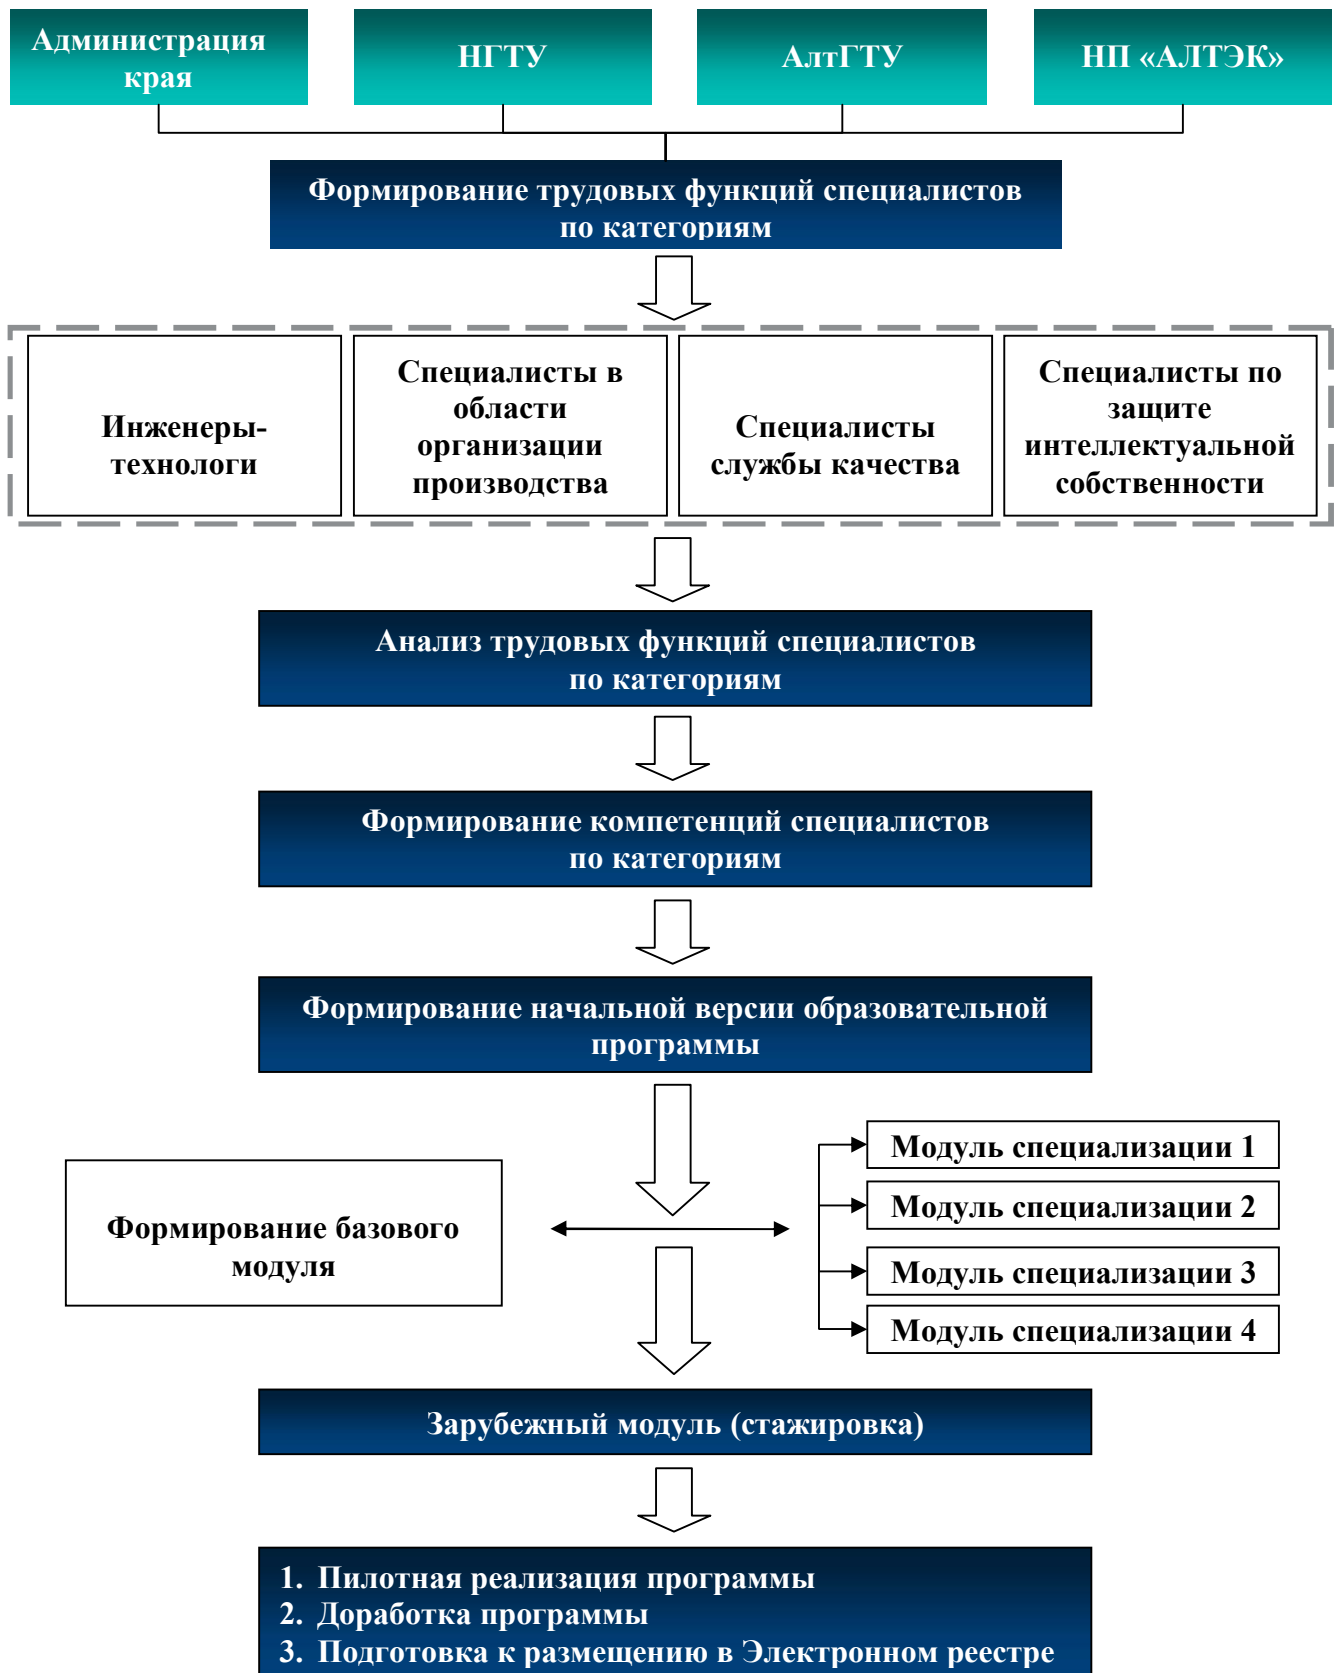 Администрация
края
НГТУ
АлтГТУ
НП «АЛТЭК»
Формирование трудовых функций специалистов
по категориям
Инженеры-
технологи
Специалисты в
области
организации
производства
Специалисты
службы качества
Специалисты по
защите
интеллектуальной
собственности
Анализ трудовых функций специалистов
по категориям
Формирование компетенций специалистов
по категориям
Формирование начальной версии образовательной
программы
Формирование базового
модуля
Модуль специализации 1
Модуль специализации 2
Модуль специализации 3
Модуль специализации 4
Зарубежный модуль (стажировка)
1. Пилотная реализация программы
2. Доработка программы
3. Подготовка к размещению в Электронном реестре